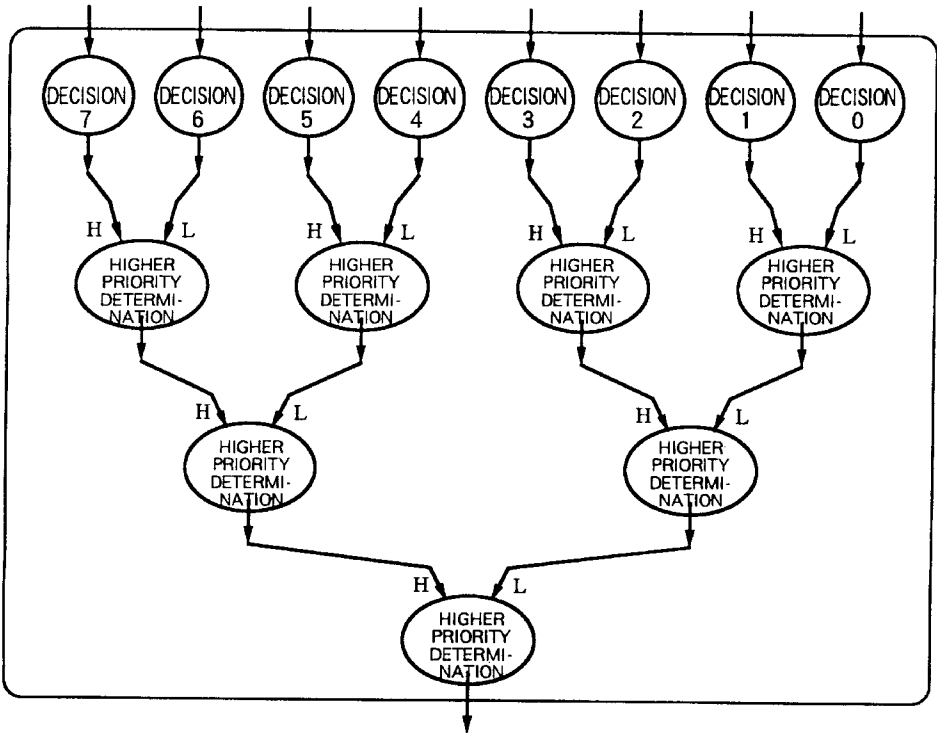 DECISION
7
DECISION
6
DECISION
5
DECISION
4
DECISION
3
DECISION
2
DECISION
1
DECISION
0
H
L
H
L
H
L
H
L
HIGHER
PRIORITY
DETERMI-
NATION
HIGHER
PRIORITY
DETERMI-
NATION
HIGHER
PRIORITY
DETERMI-
NATION
HIGHER
PRIORITY
DETERMI-
NATION
H
L
H
L
HIGHER
PRIORITY
DETERMI-
NATION
HIGHER
PRIORITY
DETERMI-
NATION
H
L
HIGHER
PRIORITY
DETERMI-
NATION